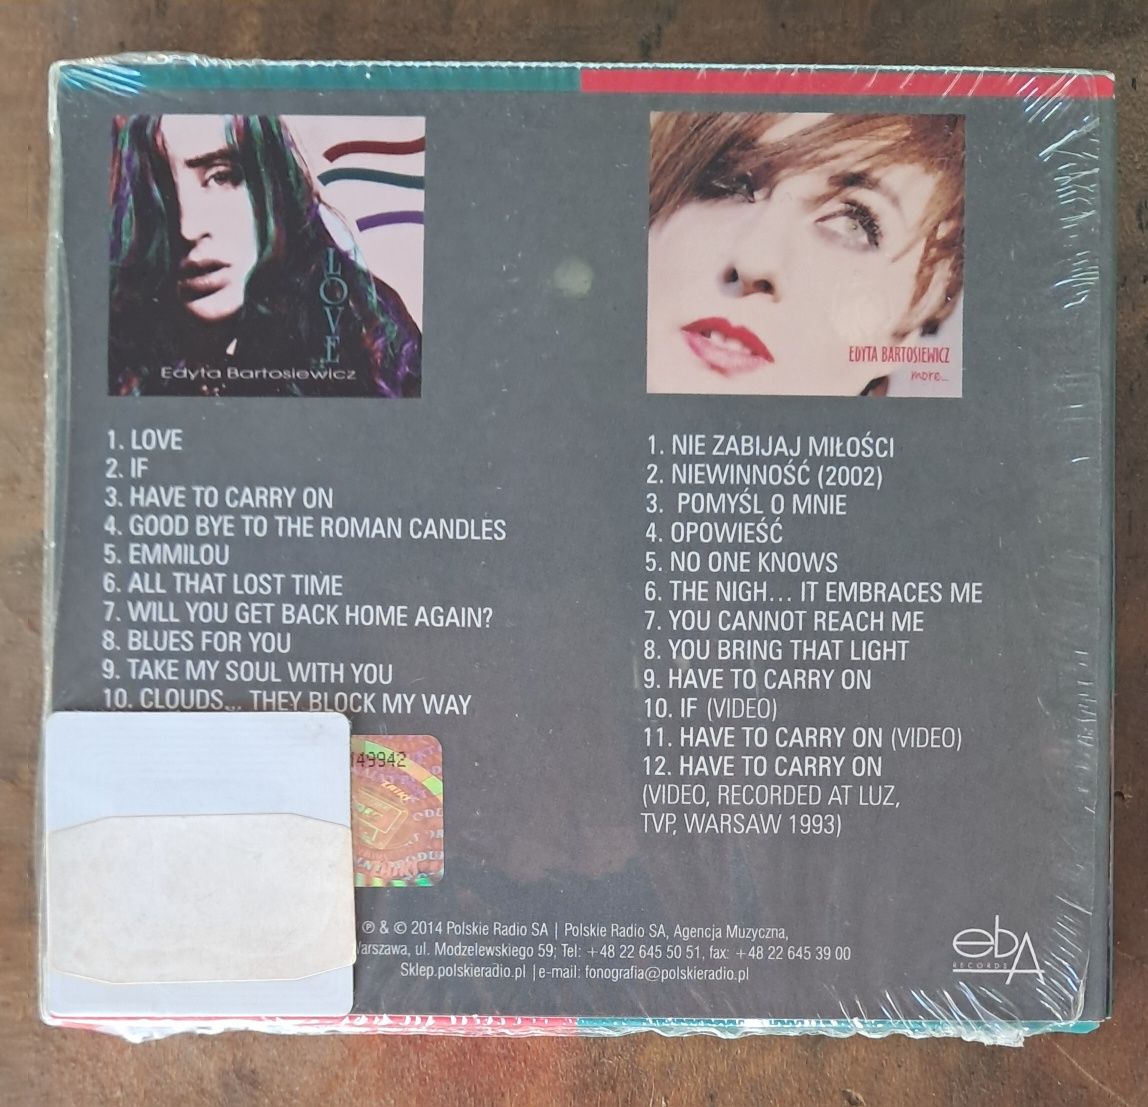 LOVE
Edyta Bartosiewicz
1. LOVE
2. IF
3. HAVE TO CARRY ON
4. GOOD BYE TO THE ROMAN CANDLES
5. EMMILOU
6. ALL THAT LOST TIME
7. WILL YOU GET BACK HOME AGAIN?
8. BLUES FOR YOU
9. TAKE MY SOUL WITH YOU
10. CLOUDS... THEY BLOCK MY WAY
EDYTA BARTOSIEWICZ
more...
1. NIE ZABIJAJ MIŁOŚCI
2. NIEWINNOŚĆ (2002)
3. POMYŚL O MNIE
4. OPOWIEŚĆ
5. NO ONE KNOWS
6. THE NIGH... IT EMBRACES ME
7. YOU CANNOT REACH ME
8. YOU BRING THAT LIGHT
9. HAVE TO CARRY ON
10. IF (VIDEO)
11. HAVE TO CARRY ON (VIDEO)
12. HAVE TO CARRY ON
(VIDEO, RECORDED AT LUZ,
TVP, WARSAW 1993)
149942
℗ & © 2014 Polskie Radio SA | Polskie Radio SA, Agencja Muzyczna,
Warszawa, ul. Modzelewskiego 59; Tel: +48 22 645 50 51, fax: +48 22 645 39 00
Sklep.polskieradio.pl | e-mail: fonografia@polskieradio.pl
ebA
RECORDS